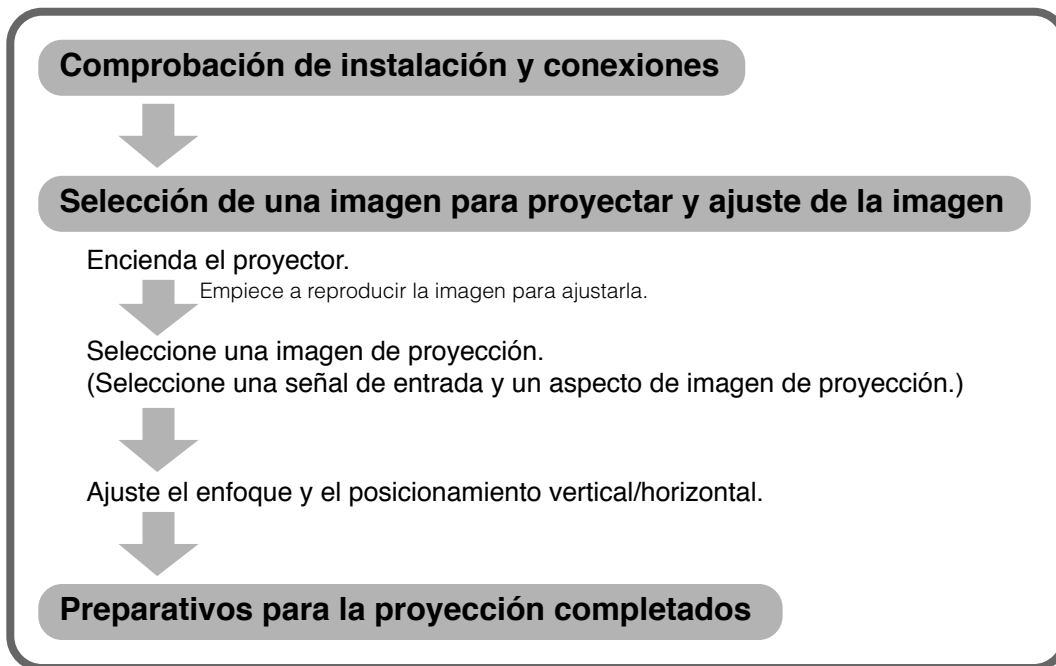 Comprobación de instalación y conexiones
Selección de una imagen para proyectar y ajuste de la imagen
Encienda el proyector.
Empiece a reproducir la imagen para ajustarla.
Seleccione una imagen de proyección.
(Seleccione una señal de entrada y un aspecto de imagen de proyección.)
Ajuste el enfoque y el posicionamiento vertical/horizontal.
Preparativos para la proyección completados